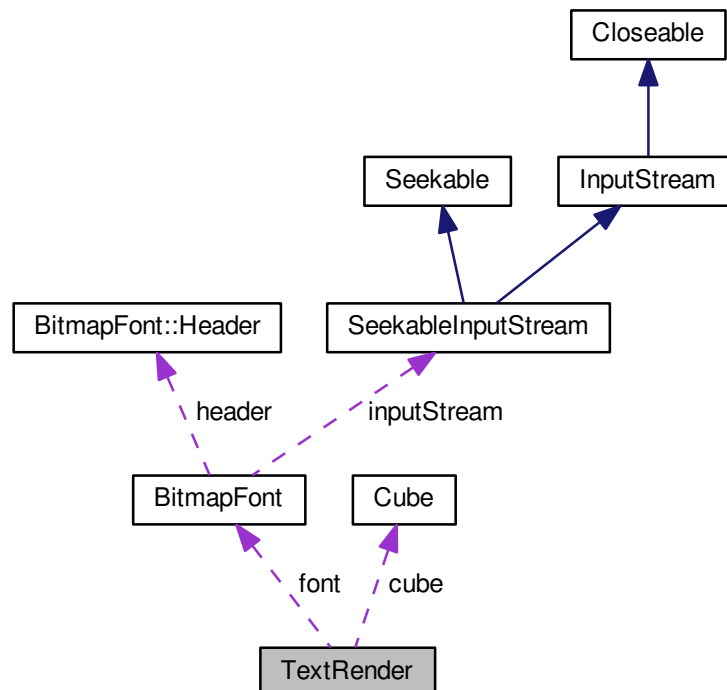 Closeable
Seekable
InputStream
BitmapFont::Header
SeekableInputStream
header
inputStream
BitmapFont
Cube
font
cube
TextRender